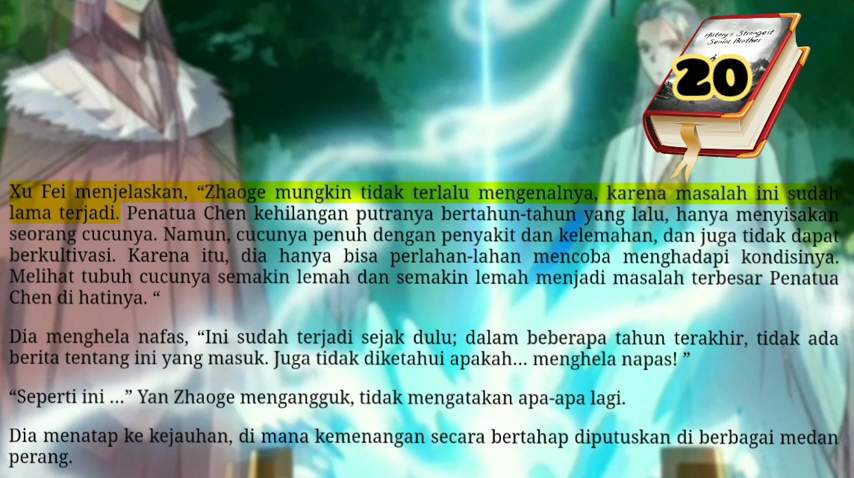 History's Strongest
Senior Brother
20
Xu Fei menjelaskan, “Zhaoge mungkin tidak terlalu mengenalnya, karena masalah ini sudah
lama terjadi. Penatua Chen kehilangan putranya bertahun-tahun yang lalu, hanya menyisakan
seorang cucunya. Namun, cucunya penuh dengan penyakit dan kelemahan, dan juga tidak dapat
berkultivasi. Karena itu, dia hanya bisa perlahan-lahan mencoba menghadapi kondisinya.
Melihat tubuh cucunya semakin lemah dan semakin lemah menjadi masalah terbesar Penatua
Chen di hatinya. “
Dia menghela nafas, “Ini sudah terjadi sejak dulu; dalam beberapa tahun terakhir, tidak ada
berita tentang ini yang masuk. Juga tidak diketahui apakah… menghela napas! ”
“Seperti ini …” Yan Zhaoge mengangguk, tidak mengatakan apa-apa lagi.
Dia menatap ke kejauhan, di mana kemenangan secara bertahap diputuskan di berbagai medan
perang.